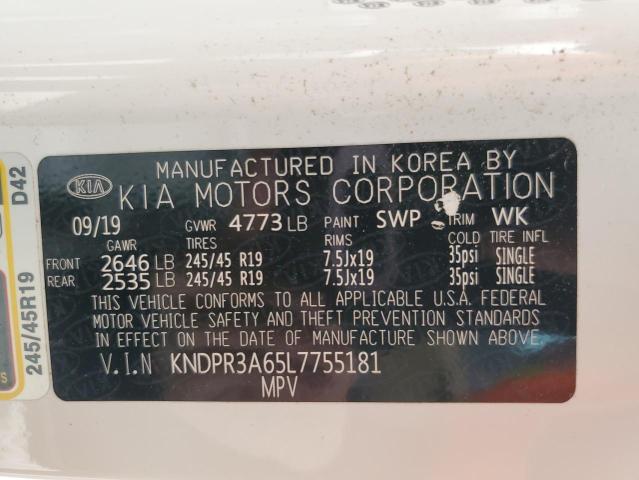 MANUFACTURED IN KOREA BY
KIA KIA MOTORS CORPORATION
09/19 GVWR 4773 LB PAINT SWP TRIM WK
GAWR TIRES RIMS COLD TIRE INFL
FRONT 2646 LB 245/45 R19 7.5Jx19 35psi SINGLE
REAR 2535 LB 245/45 R19 7.5Jx19 35psi SINGLE
THIS VEHICLE CONFORMS TO ALL APPLICABLE U.S.A. FEDERAL
MOTOR VEHICLE SAFETY AND THEFT PREVENTION STANDARDS
IN EFFECT ON THE DATE OF MANUFACTURE SHOWN ABOVE.
V.I.N KNDPR3A65L7755181
MPV
245/45R19 D42